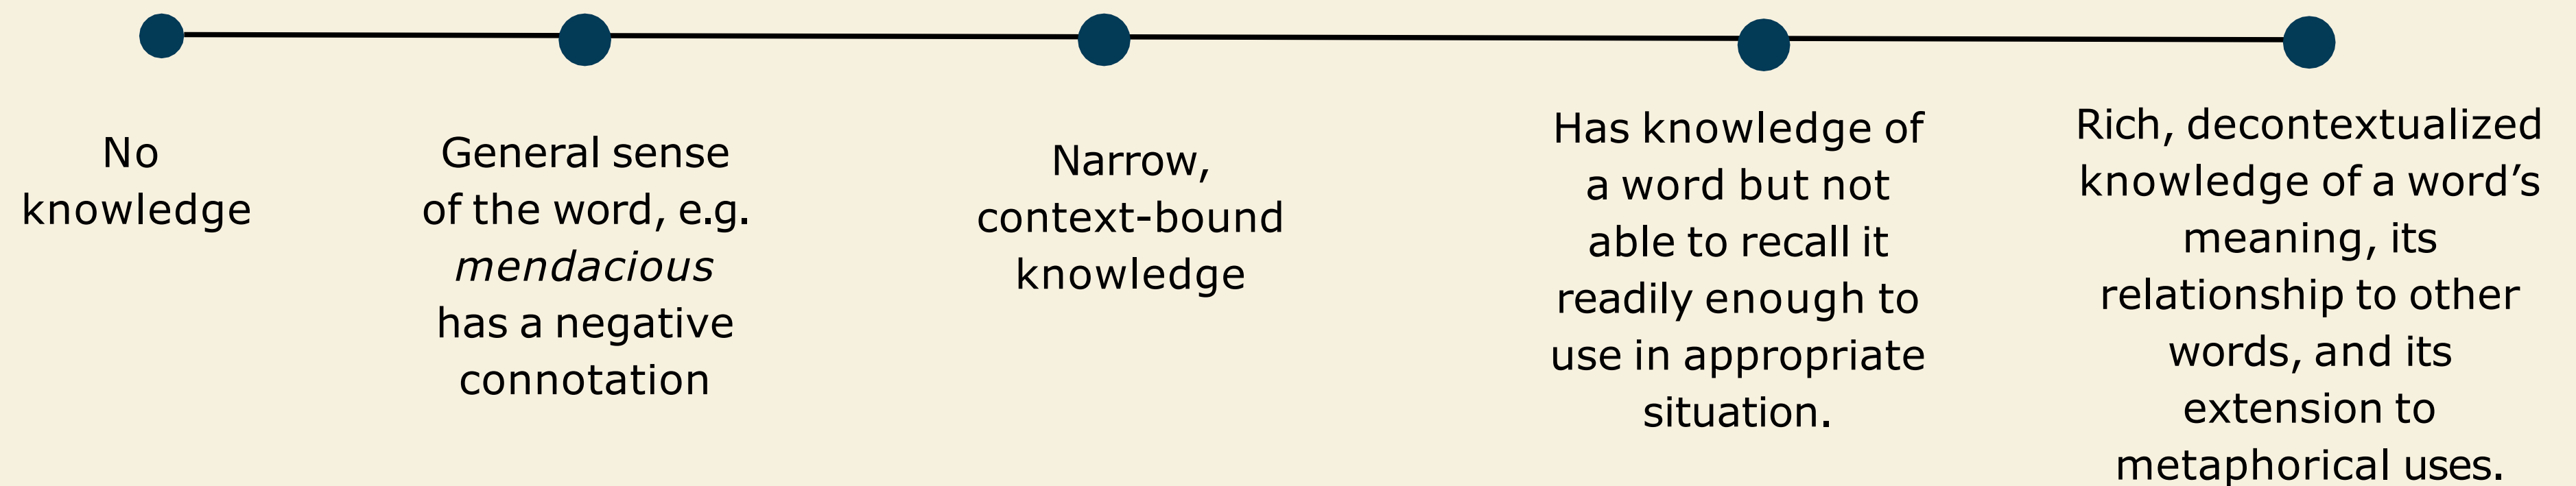 No
knowledge
General sense
of the word, e.g.
mendacious
has a negative
connotation
Narrow,
context-bound
knowledge
Has knowledge of
a word but not
able to recall it
readily enough to
use in appropriate
situation.
Rich, decontextualized
knowledge of a word’s
meaning, its
relationship to other
words, and its
extension to
metaphorical uses.